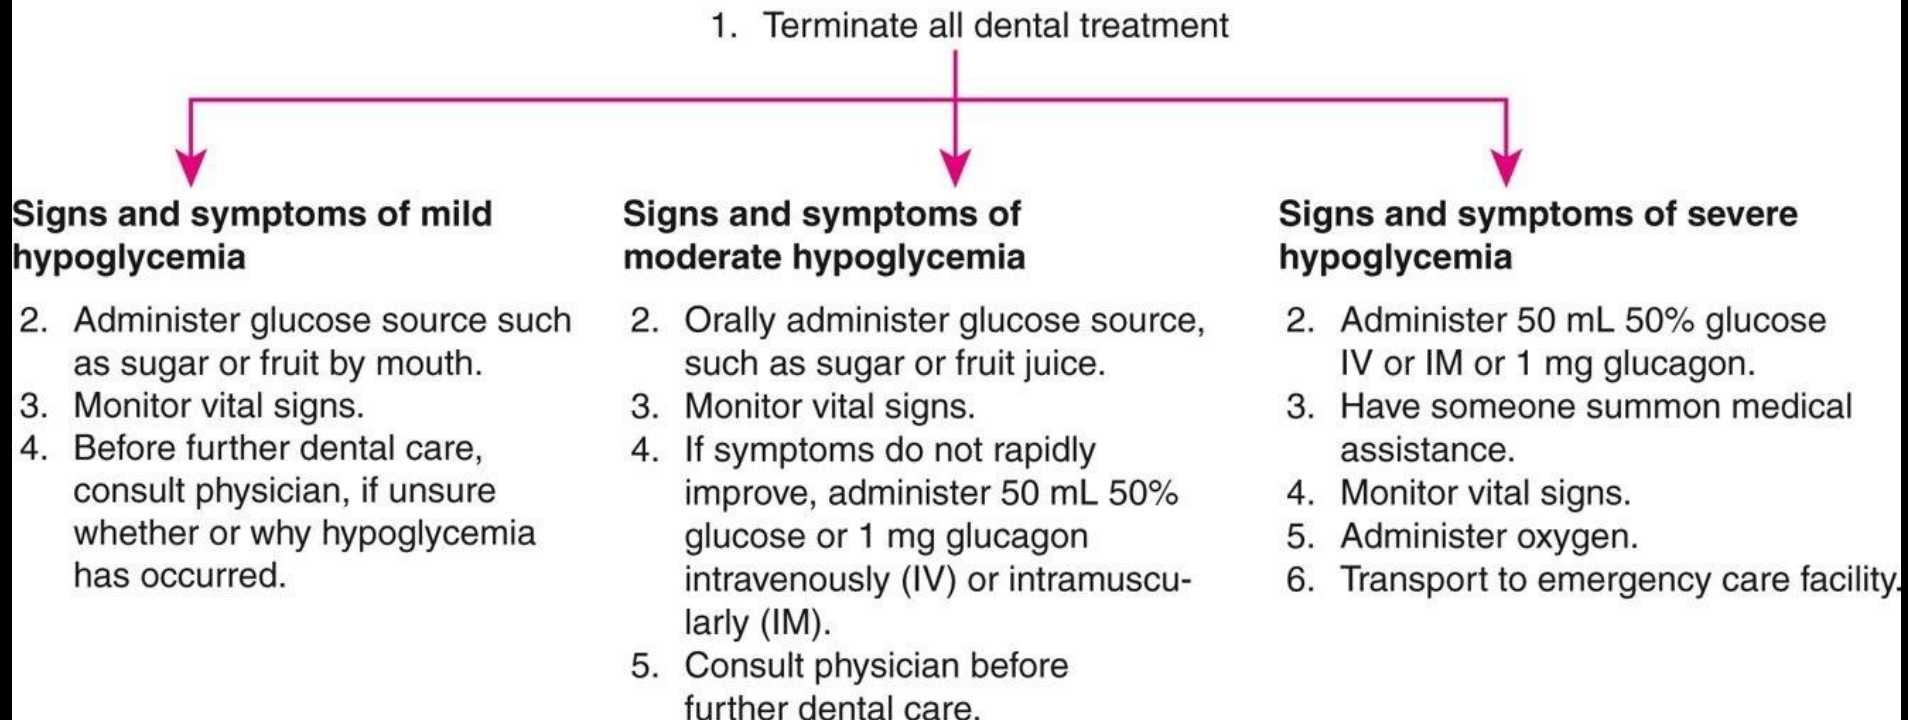 1. Terminate all dental treatment
Signs and symptoms of mild
hypoglycemia
2. Administer glucose source such
as sugar or fruit by mouth.
3. Monitor vital signs.
4. Before further dental care,
consult physician, if unsure
whether or why hypoglycemia
has occurred.
Signs and symptoms of
moderate hypoglycemia
2. Orally administer glucose source,
such as sugar or fruit juice.
3. Monitor vital signs.
4. If symptoms do not rapidly
improve, administer 50 mL 50%
glucose or 1 mg glucagon
intravenously (IV) or intramuscu-
larly (IM).
5. Consult physician before
further dental care.
Signs and symptoms of severe
hypoglycemia
2. Administer 50 mL 50% glucose
IV or IM or 1 mg glucagon.
3. Have someone summon medical
assistance.
4. Monitor vital signs.
5. Administer oxygen.
6. Transport to emergency care facility.